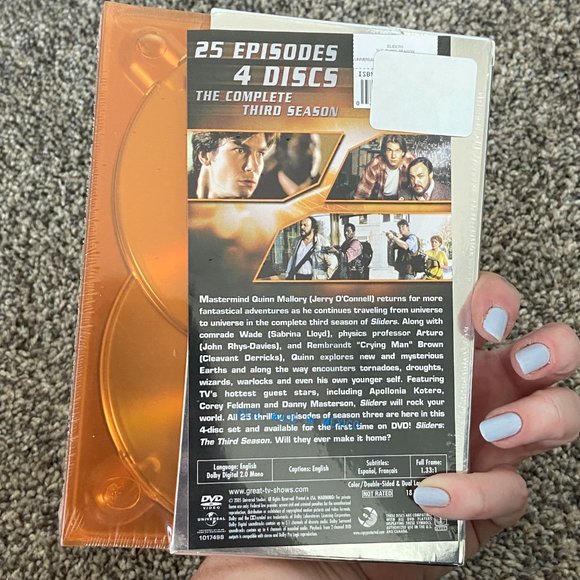 25 EPISODES
4 DISCS
THE COMPLETE
THIRD SEASON
ISBN
Mastermind Quinn Mallory (Jerry O'Connell) returns for more
fantastical adventures as he continues traveling from universe
to universe in the complete third season of Sliders. Along with
comrade Wade (Sabrina Lloyd), physics professor Arturo
(John Rhys-Davies), and Rembrandt "Crying Man" Brown
(Cleavant Derricks), Quinn explores new and mysterious
Earths and along the way encounters tornadoes, droughts,
wizards, warlocks and even his own younger self. Featuring
TV's hottest guest stars, including Apollonia Kotero,
Corey Feldman and Danny Masterson, Sliders will rock your
world. All 25 thrilling episodes of season three are here in this
4-disc set and available for the first time on DVD! Sliders:
The Third Season. Will they ever make it home?
Language: English
Dolby Digital 2.0 Mono
Captions: English
Subtitles:
Español, Français
Full Frame:
1.33:1
www.great-tv-shows.com
Color/Double-Sided & Dual
NOT RATED
18
DVD
VIDEO
UNIVERSAL
1017498